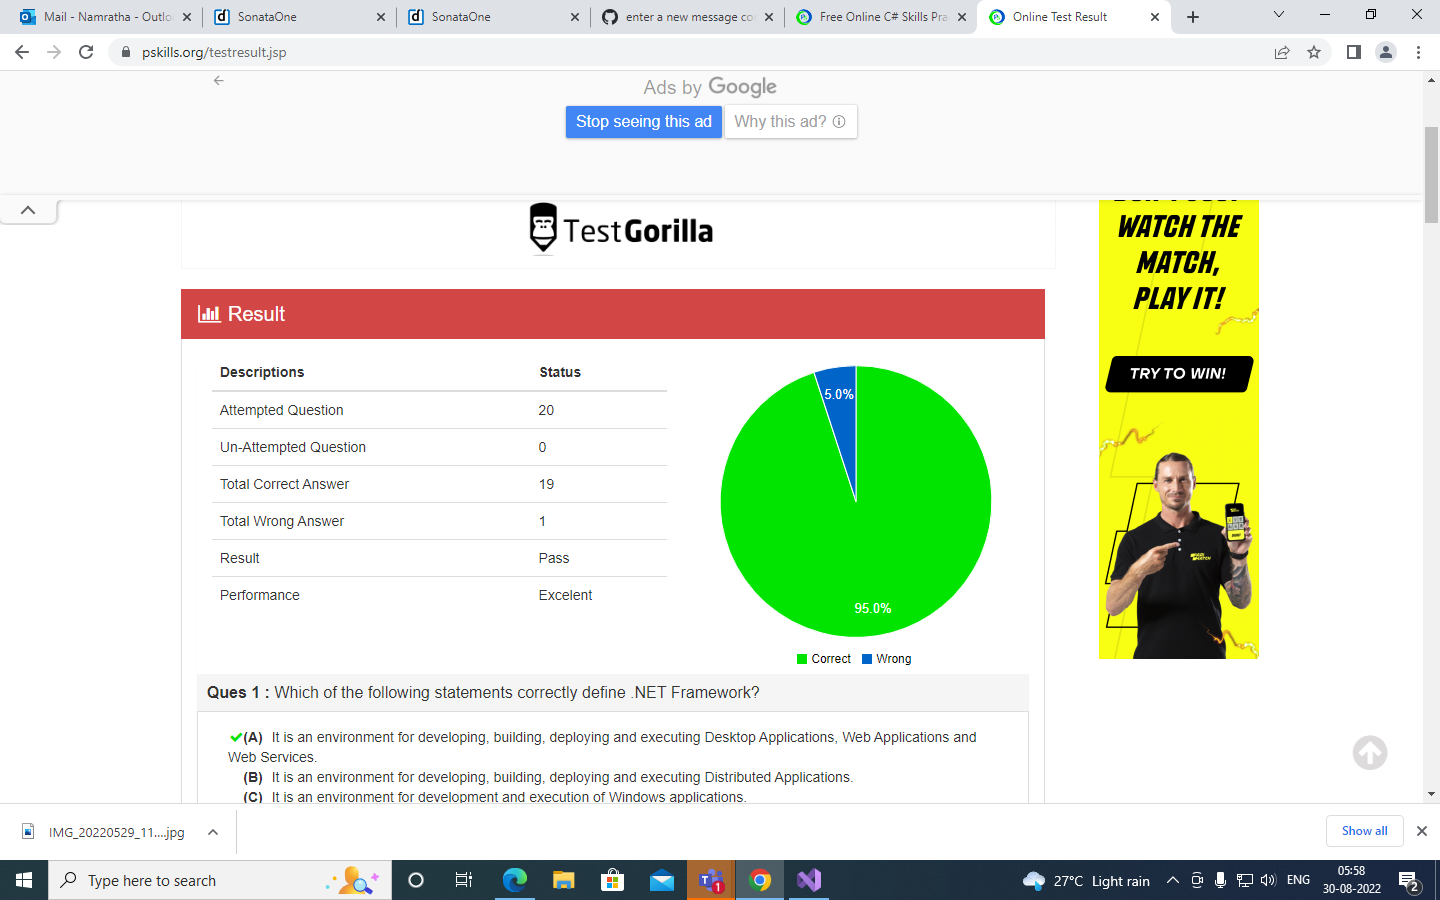 Mail - Namratha - Outlo
SonataOne
SonataOne
enter a new message co
Free Online C# Skills Pra
Online Test Result
pskills.org/testresult.jsp
Ads by Google
Stop seeing this ad
Why this ad?
TestGorilla
WATCH THE
MATCH,
PLAY IT!
TRY TO WIN!
Result
Descriptions Status
Attempted Question 20
Un-Attempted Question 0
Total Correct Answer 19
Total Wrong Answer 1
Result Pass
Performance Excelent
5.0%
95.0%
Correct Wrong
Ques 1 : Which of the following statements correctly define .NET Framework?
(A) It is an environment for developing, building, deploying and executing Desktop Applications, Web Applications and
Web Services.
(B) It is an environment for developing, building, deploying and executing Distributed Applications.
(C) It is an environment for development and execution of Windows applications.
IMG_20220529_11....jpg
Show all
Type here to search
1
27°C Light rain
ENG
05:58
30-08-2022
2